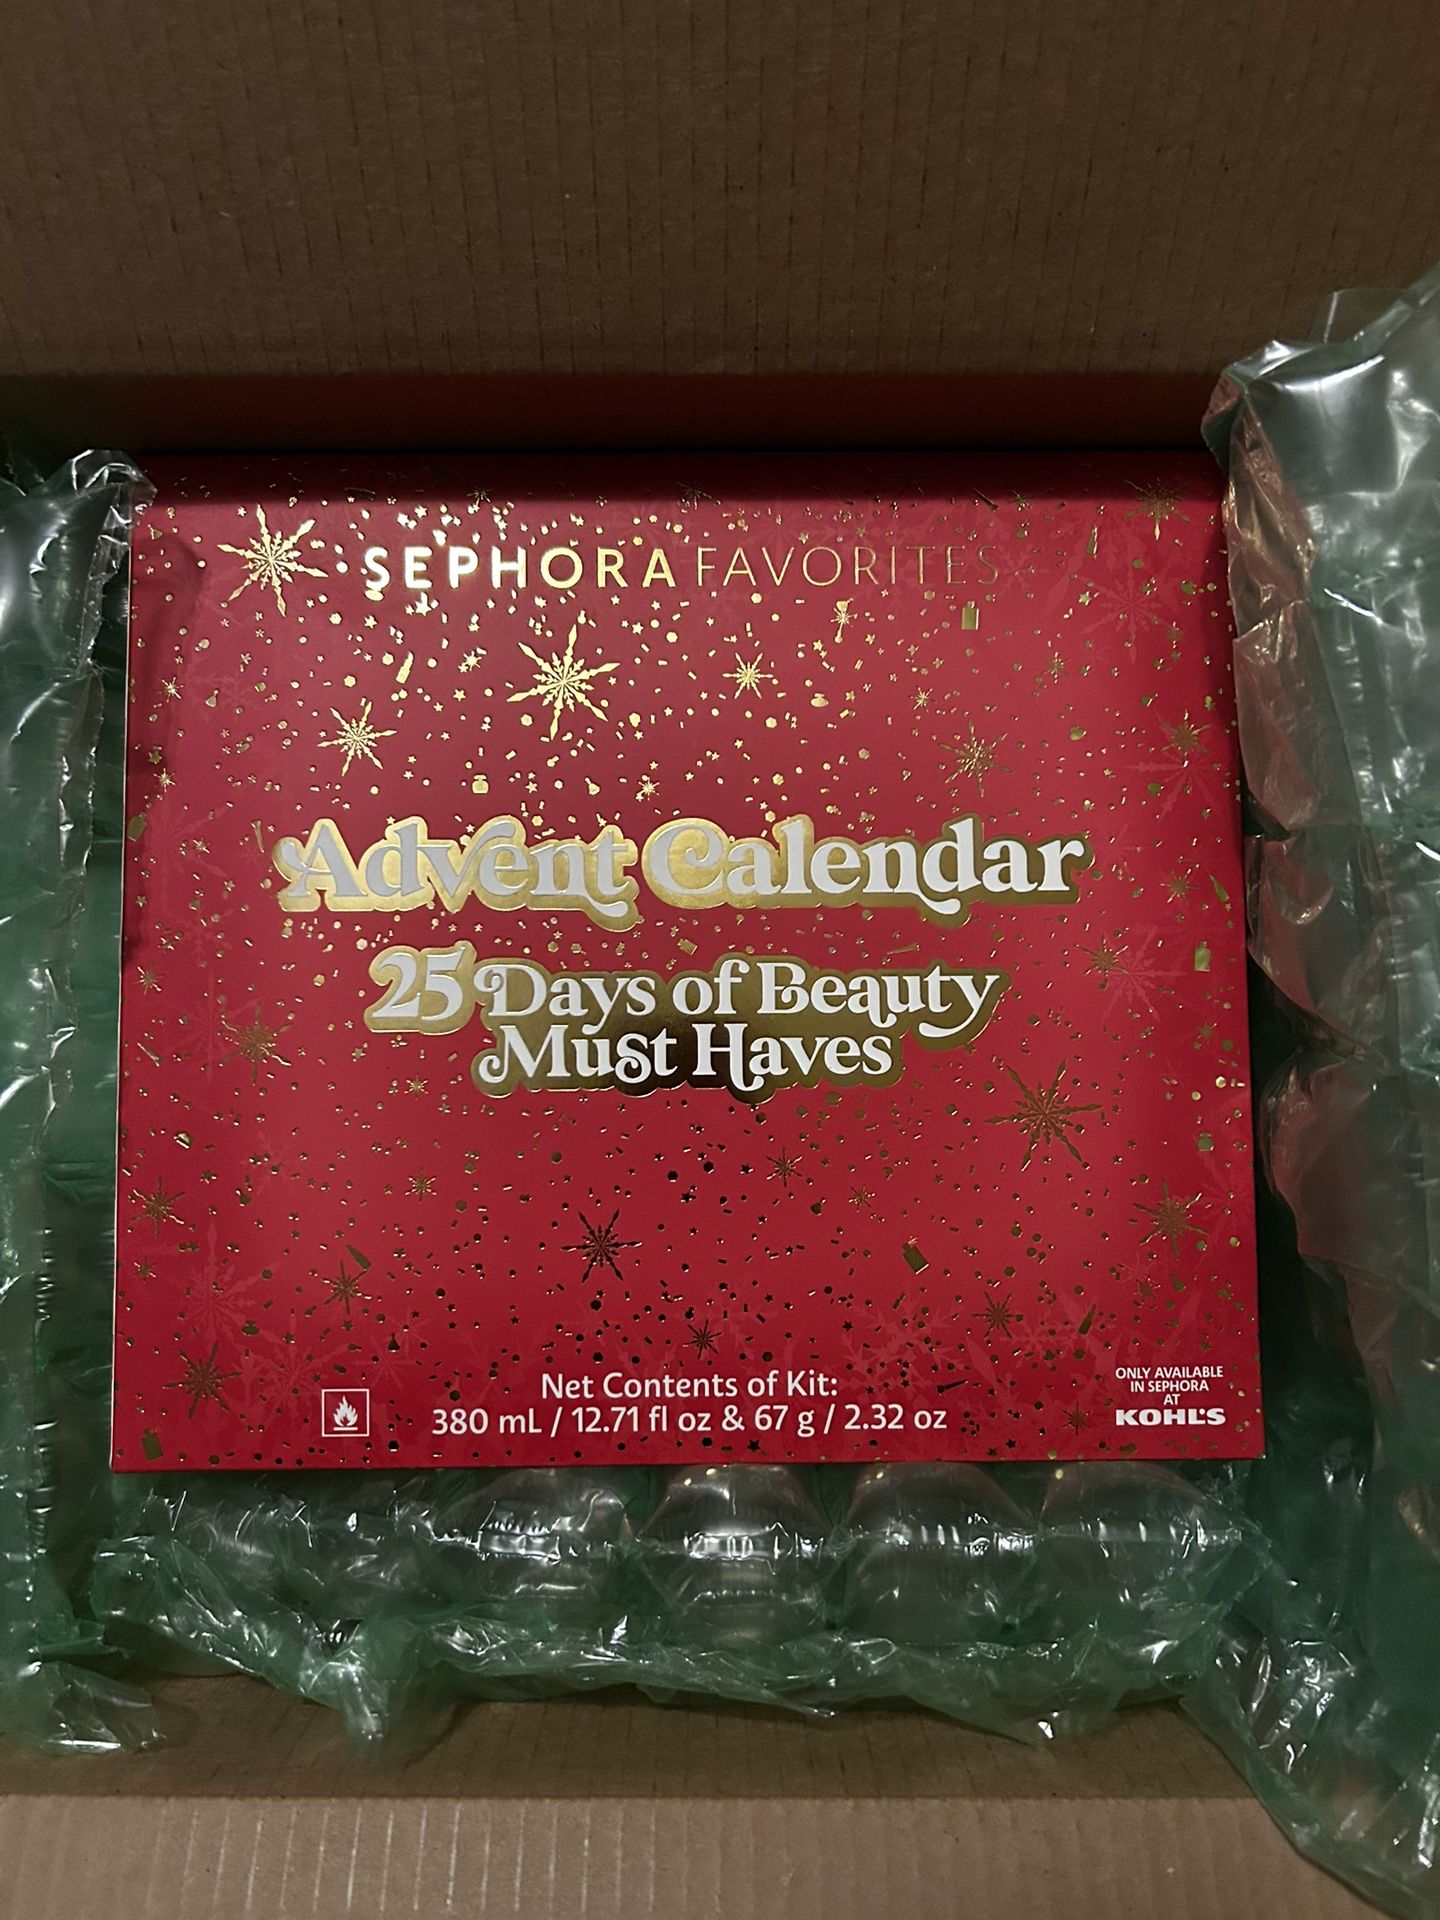 SEPHORA FAVORITES
Advent Calendar
25 Days of Beauty
Must Haves
Net Contents of Kit:
380 mL / 12.71 fl oz & 67 g / 2.32 oz
ONLY AVAILABLE
IN SEPHORA
AT
KOHL'S